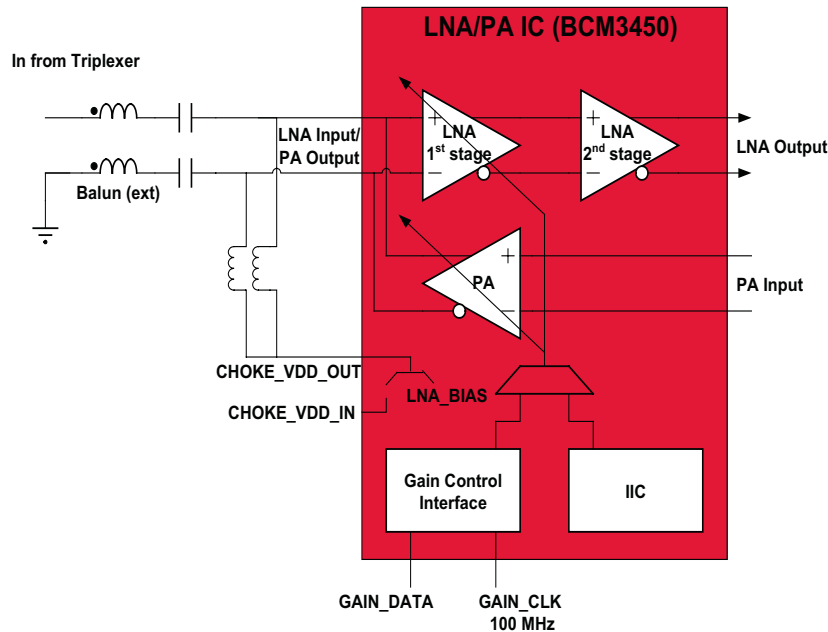 LNA/PA IC (BCM3450)
In from Triplexer
LNA Input/
PA Output
Balun (ext)
LNA
1st stage
LNA
2nd stage
LNA Output
PA
PA Input
CHOKE_VDD_OUT
LNA_BIAS
CHOKE_VDD_IN
Gain Control
Interface
IIC
GAIN_DATA
GAIN_CLK
100 MHz